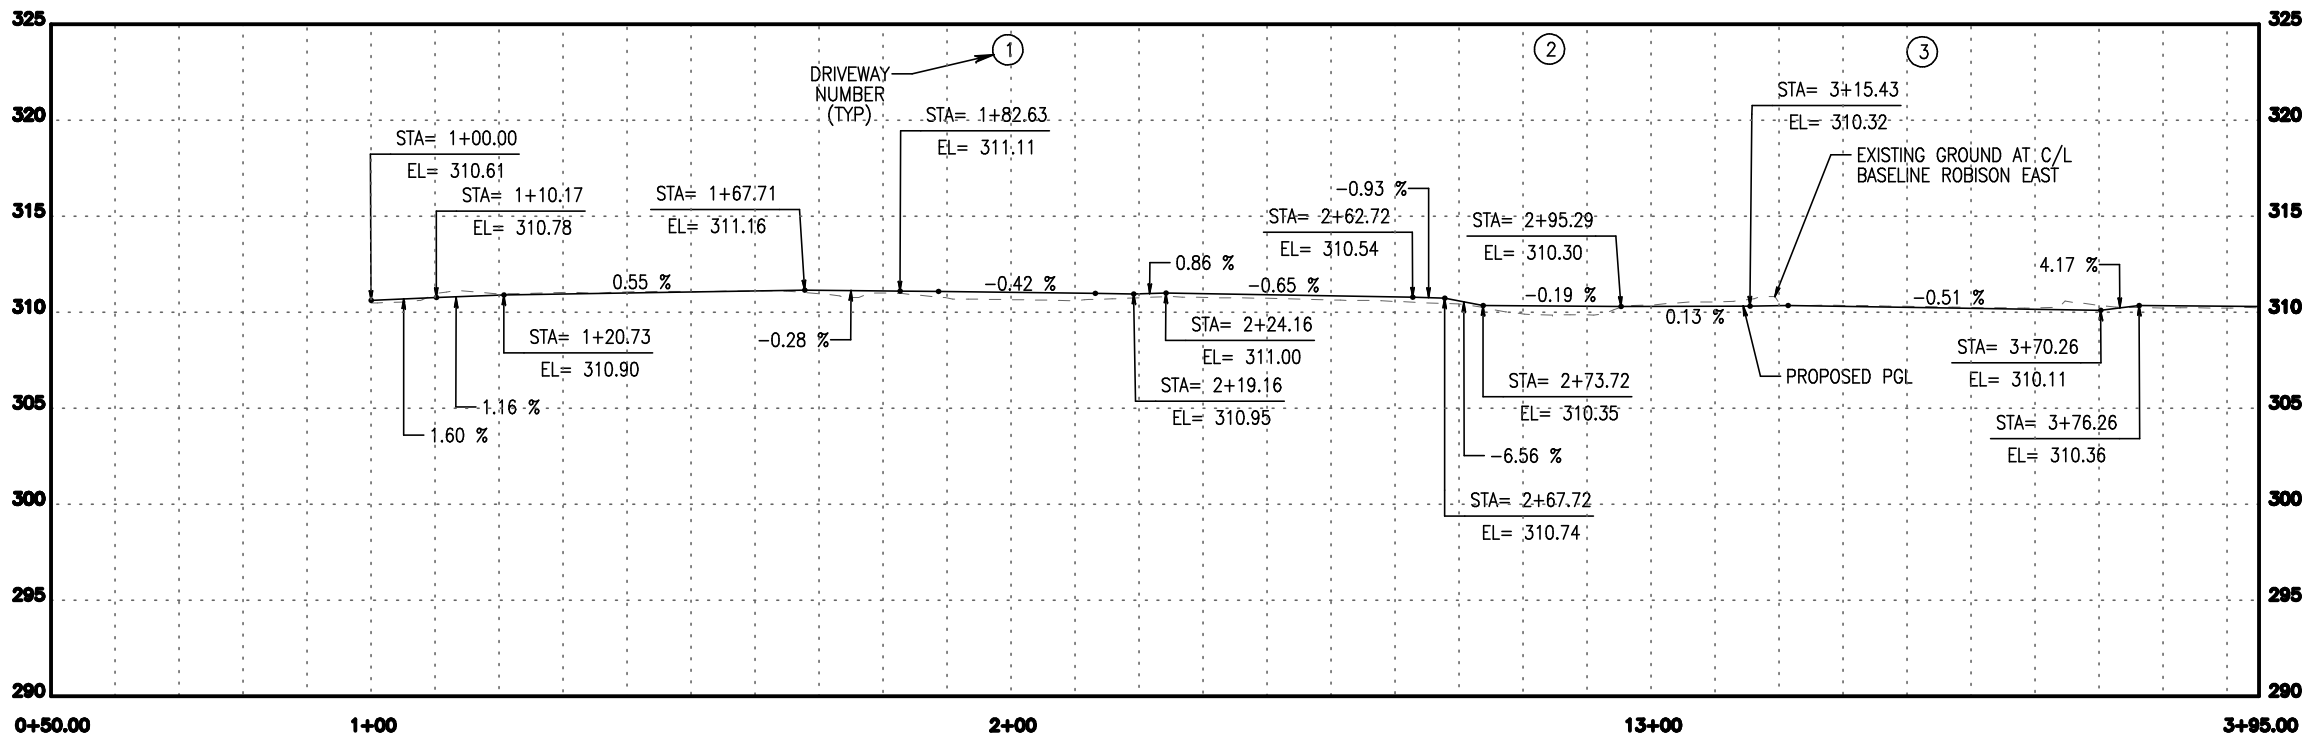 325
325
1
2
3
DRIVEWAY
NUMBER
(TYP)
STA= 3+15.43
EL= 310.32
320
320
STA= 1+82.63
EL= 311.11
STA= 1+00.00
EL= 310.61
EXISTING GROUND AT C/L
BASELINE ROBISON EAST
STA= 1+10.17
EL= 310.78
STA= 1+67.71
EL= 311.16
-0.93 %
315
315
STA= 2+62.72
EL= 310.54
STA= 2+95.29
EL= 310.30
0.86 %
4.17 %
0.55 %
-0.42 %
-0.65 %
-0.19 %
-0.51 %
310
310
0.13 %
STA= 1+20.73
EL= 310.90
-0.28 %
STA= 2+24.16
EL= 311.00
STA= 3+70.26
EL= 310.11
STA= 2+19.16
EL= 310.95
STA= 2+73.72
EL= 310.35
PROPOSED PGL
305
305
1.16 %
1.60 %
STA= 3+76.26
EL= 310.36
-6.56 %
300
300
STA= 2+67.72
EL= 310.74
295
295
290
290
0+50.00
1+00
2+00
13+00
3+95.00